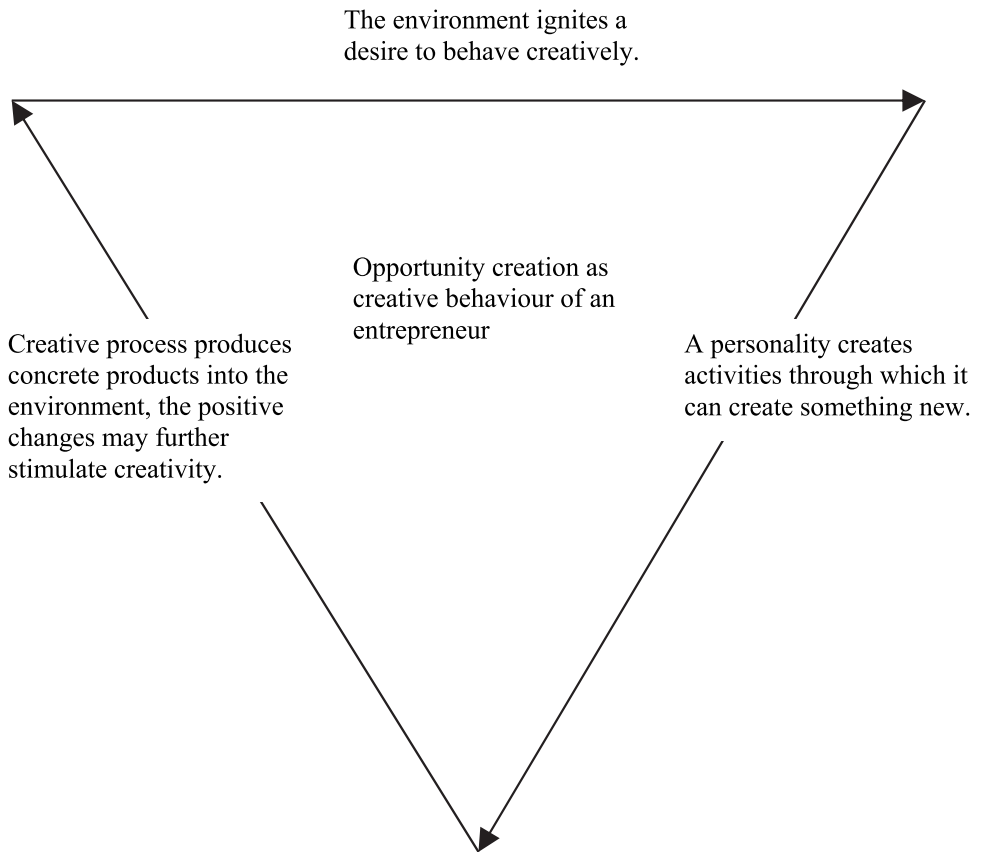 The environment ignites a
desire to behave creatively.
Opportunity creation as
creative behaviour of an
entrepreneur
Creative process produces
concrete products into the
environment, the positive
changes may further
stimulate creativity.
A personality creates
activities through which it
can create something new.